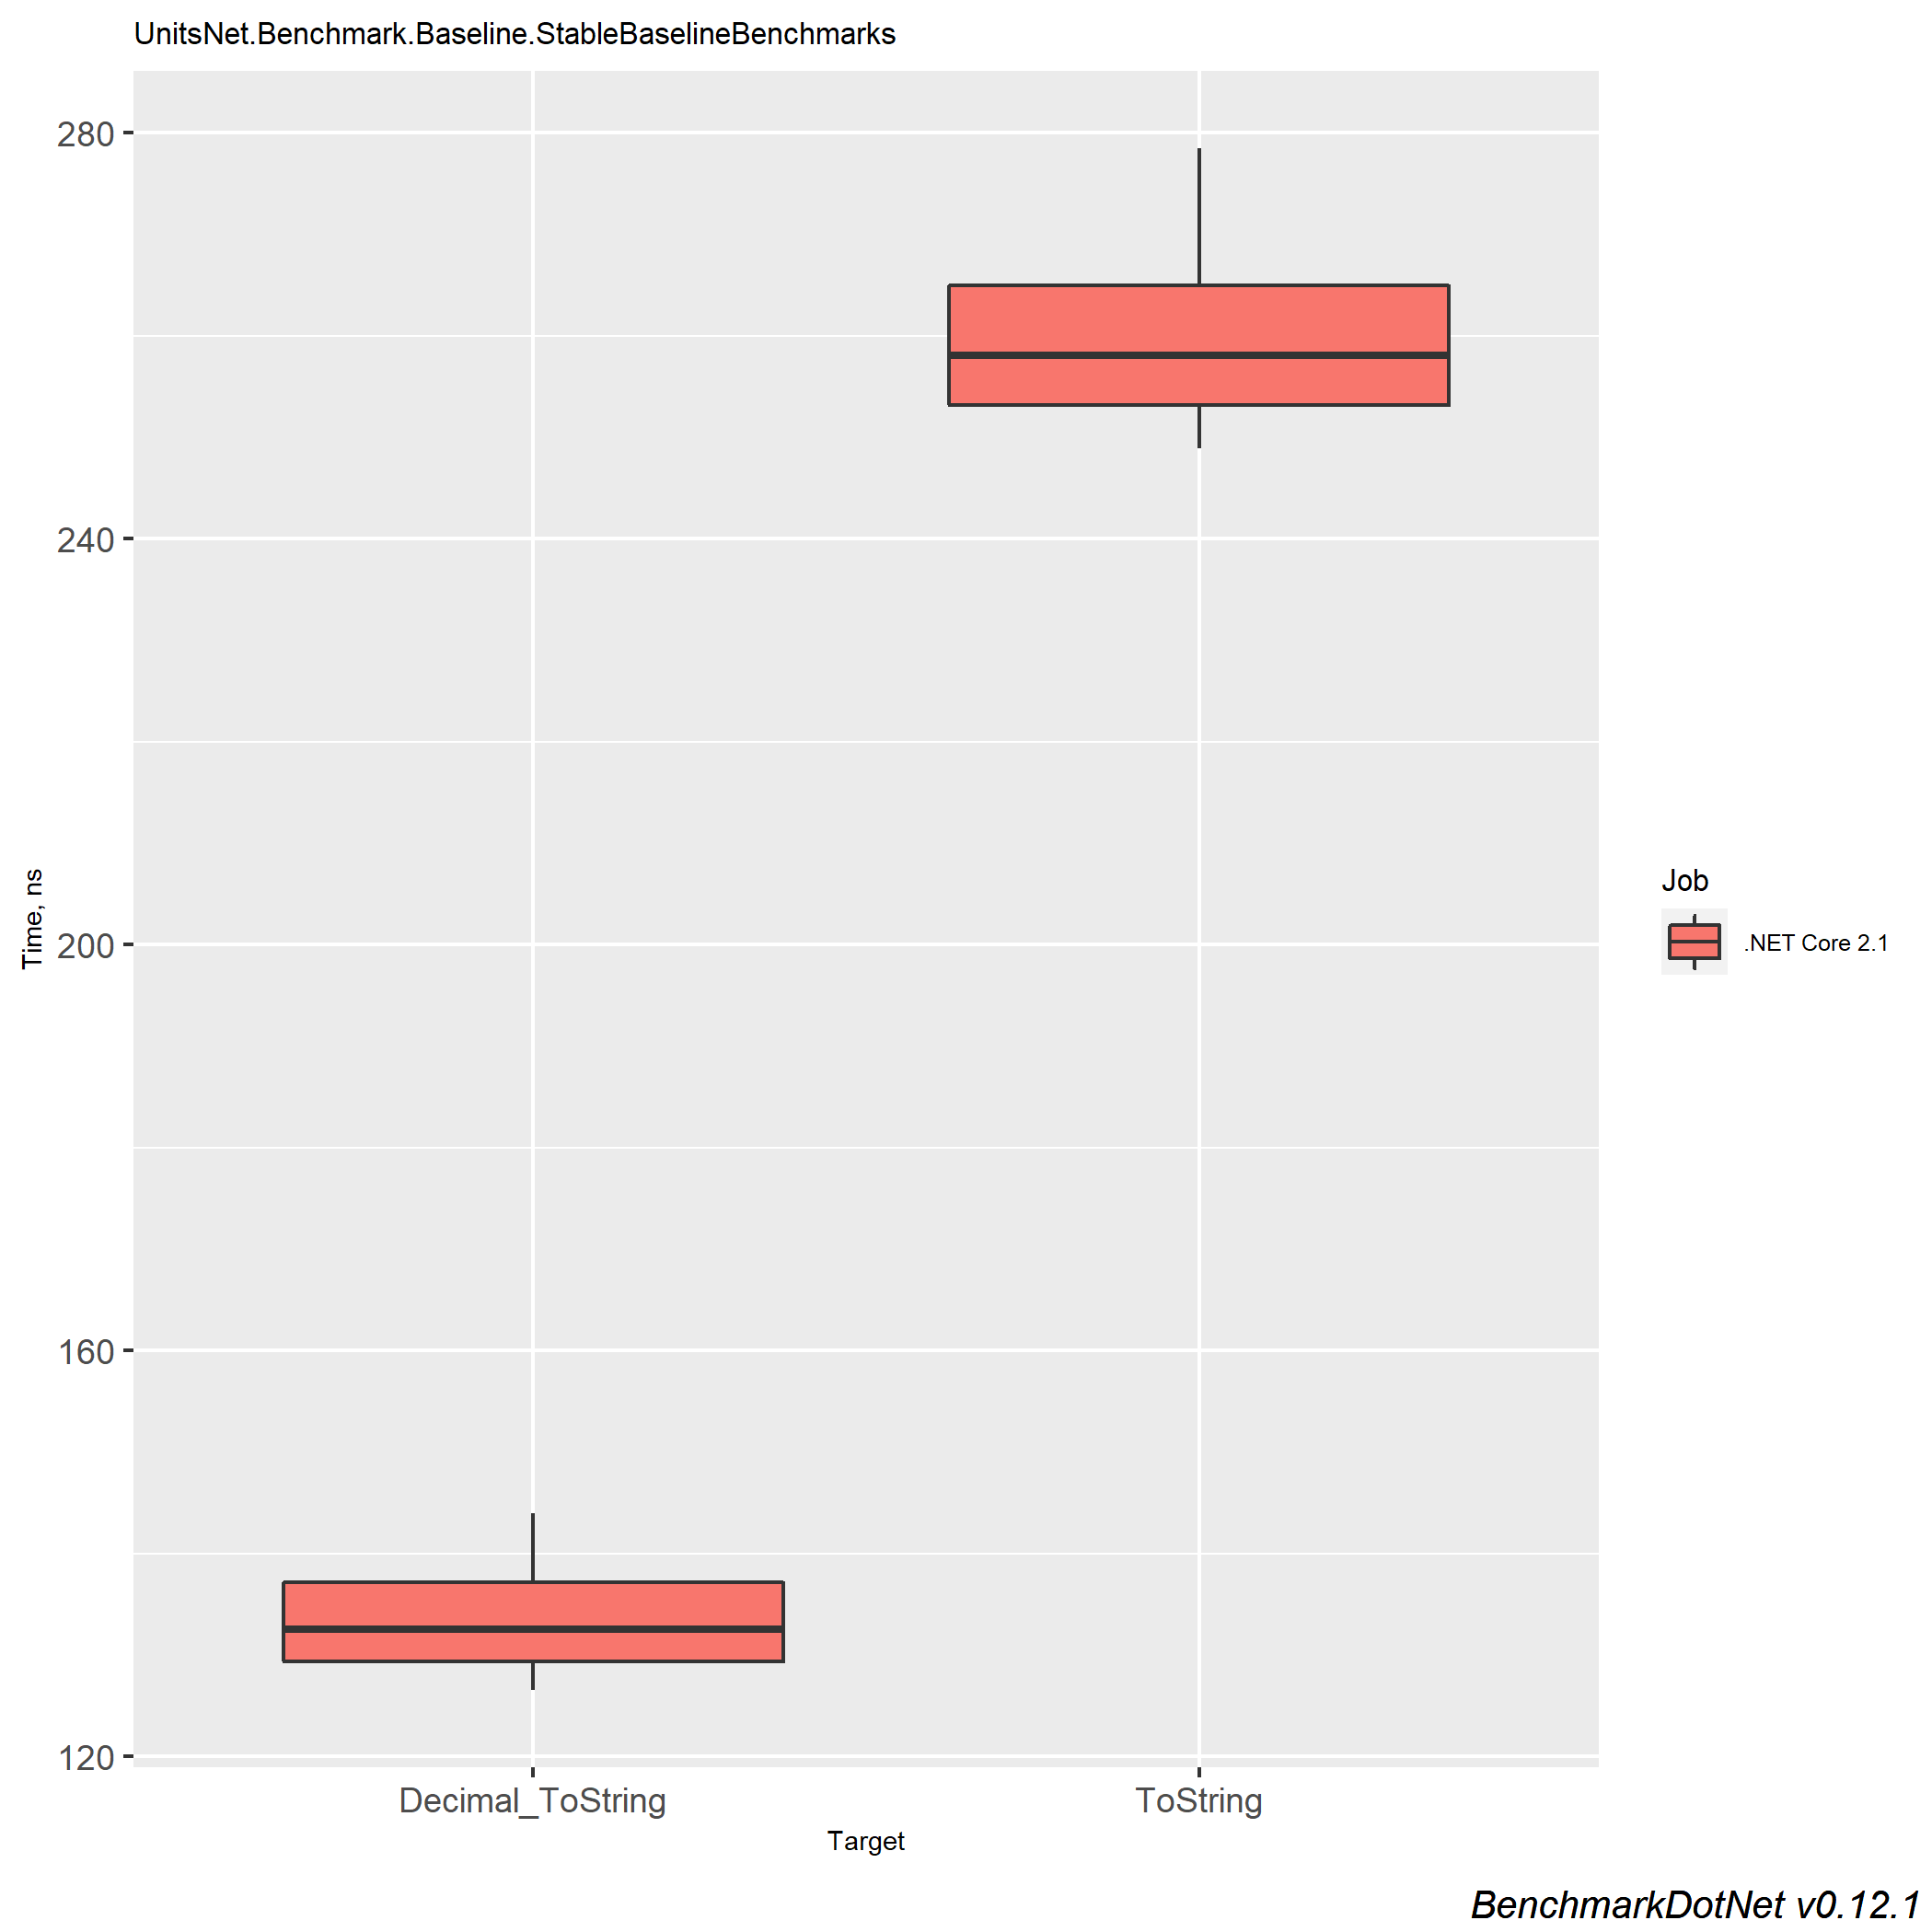 UnitsNet.Benchmark.Baseline.StableBaselineBenchmarks
280
240
200
160
120
Time, ns
Decimal_ToString
ToString
Target
Job
.NET Core 2.1
BenchmarkDotNet v0.12.1